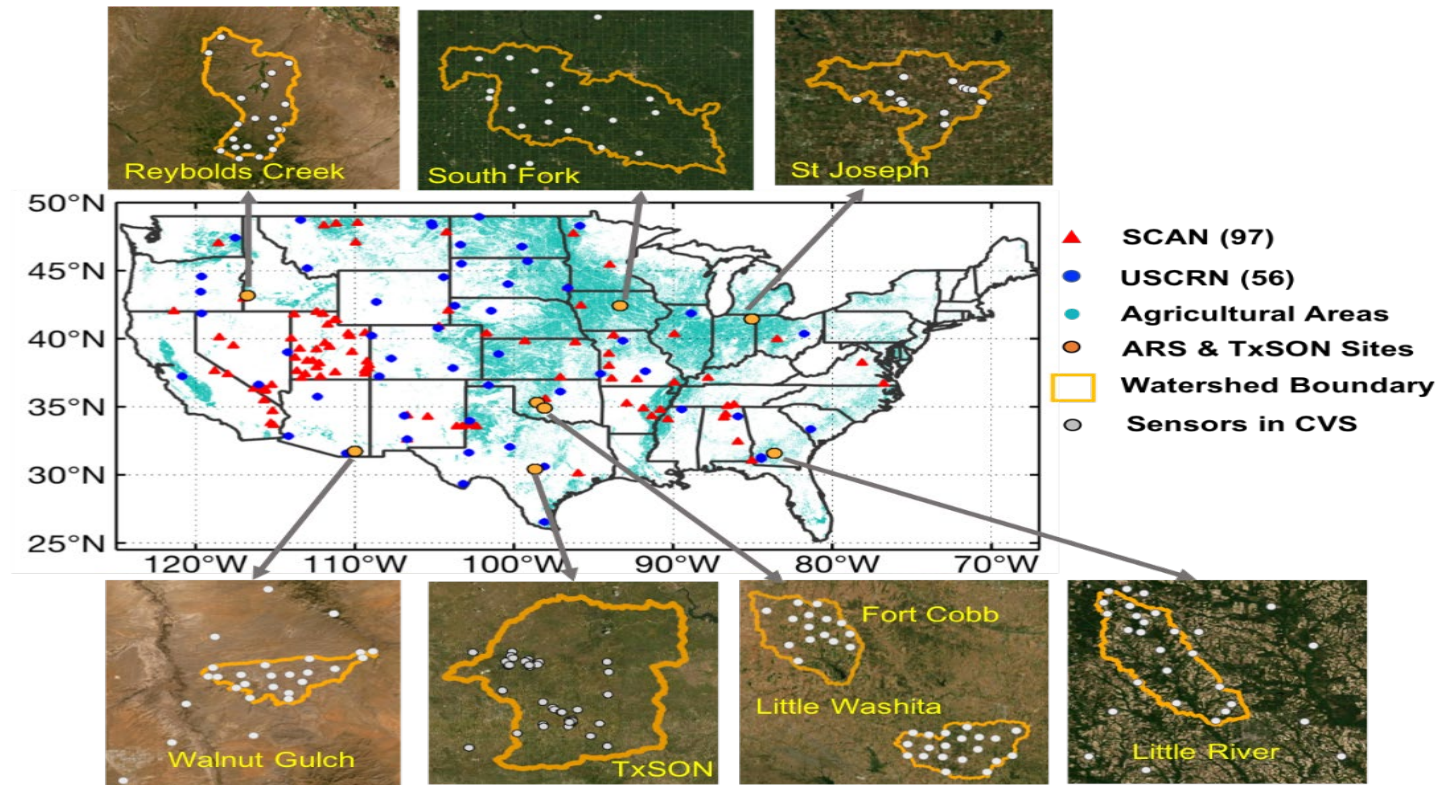 Reybolds Creek
South Fork
St Joseph
50°N
45°N
40°N
35°N
30°N
25°N
120°W 110°W 100°W 90°W 80°W 70°W
SCAN (97)
USCRN (56)
Agricultural Areas
ARS & TxSON Sites
Watershed Boundary
Sensors in CVS
Walnut Gulch
TxSON
Fort Cobb
Little Washita
Little River